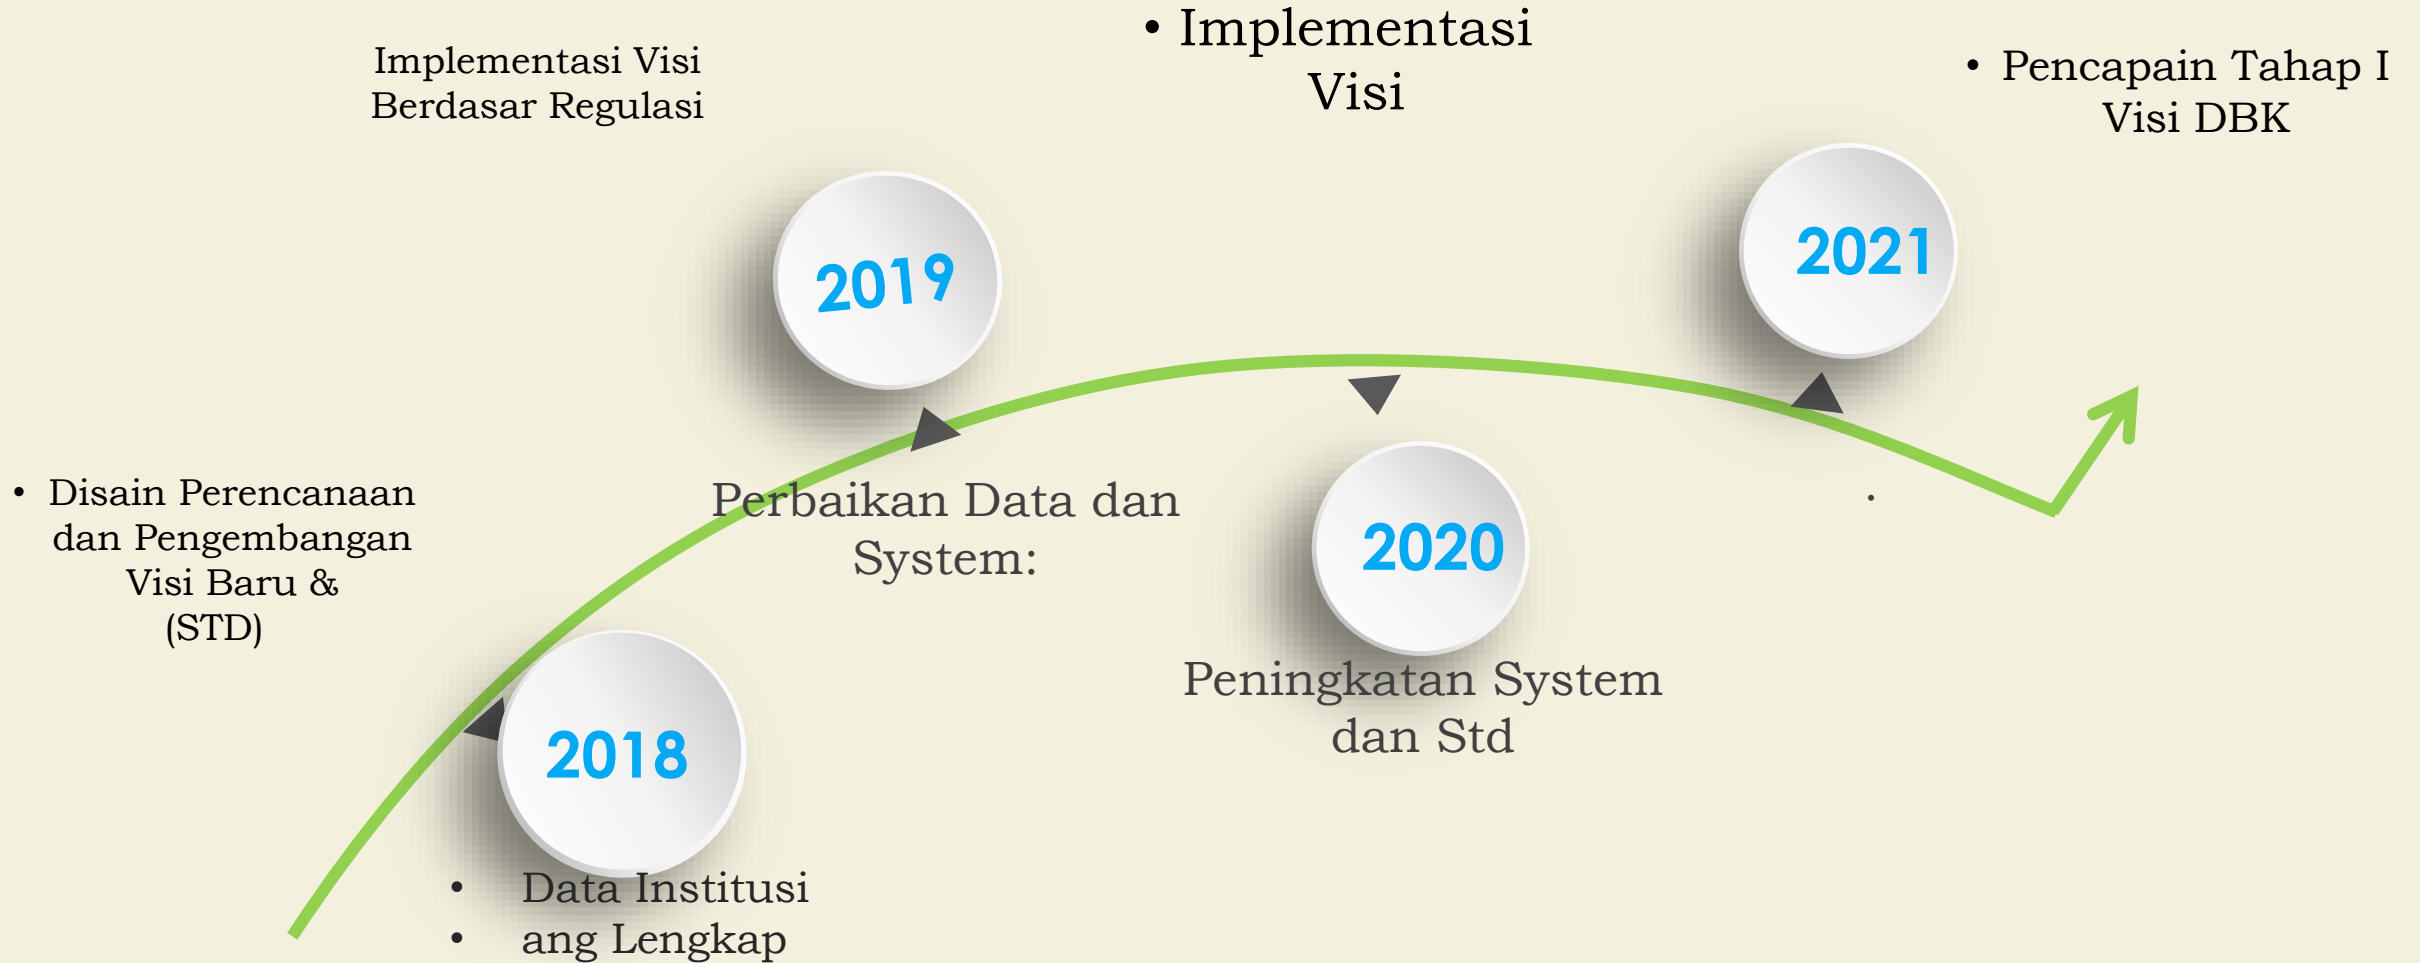 • Implementasi
Visi
Implementasi Visi
Berdasar Regulasi
• Pencapain Tahap I
Visi DBK
2019
2021
• Disain Perencanaan
dan Pengembangan
Visi Baru &
(STD)
Perbaikan Data dan
System:
2020
.
Peningkatan System
dan Std
2018
• Data Institusi
• ang Lengkap